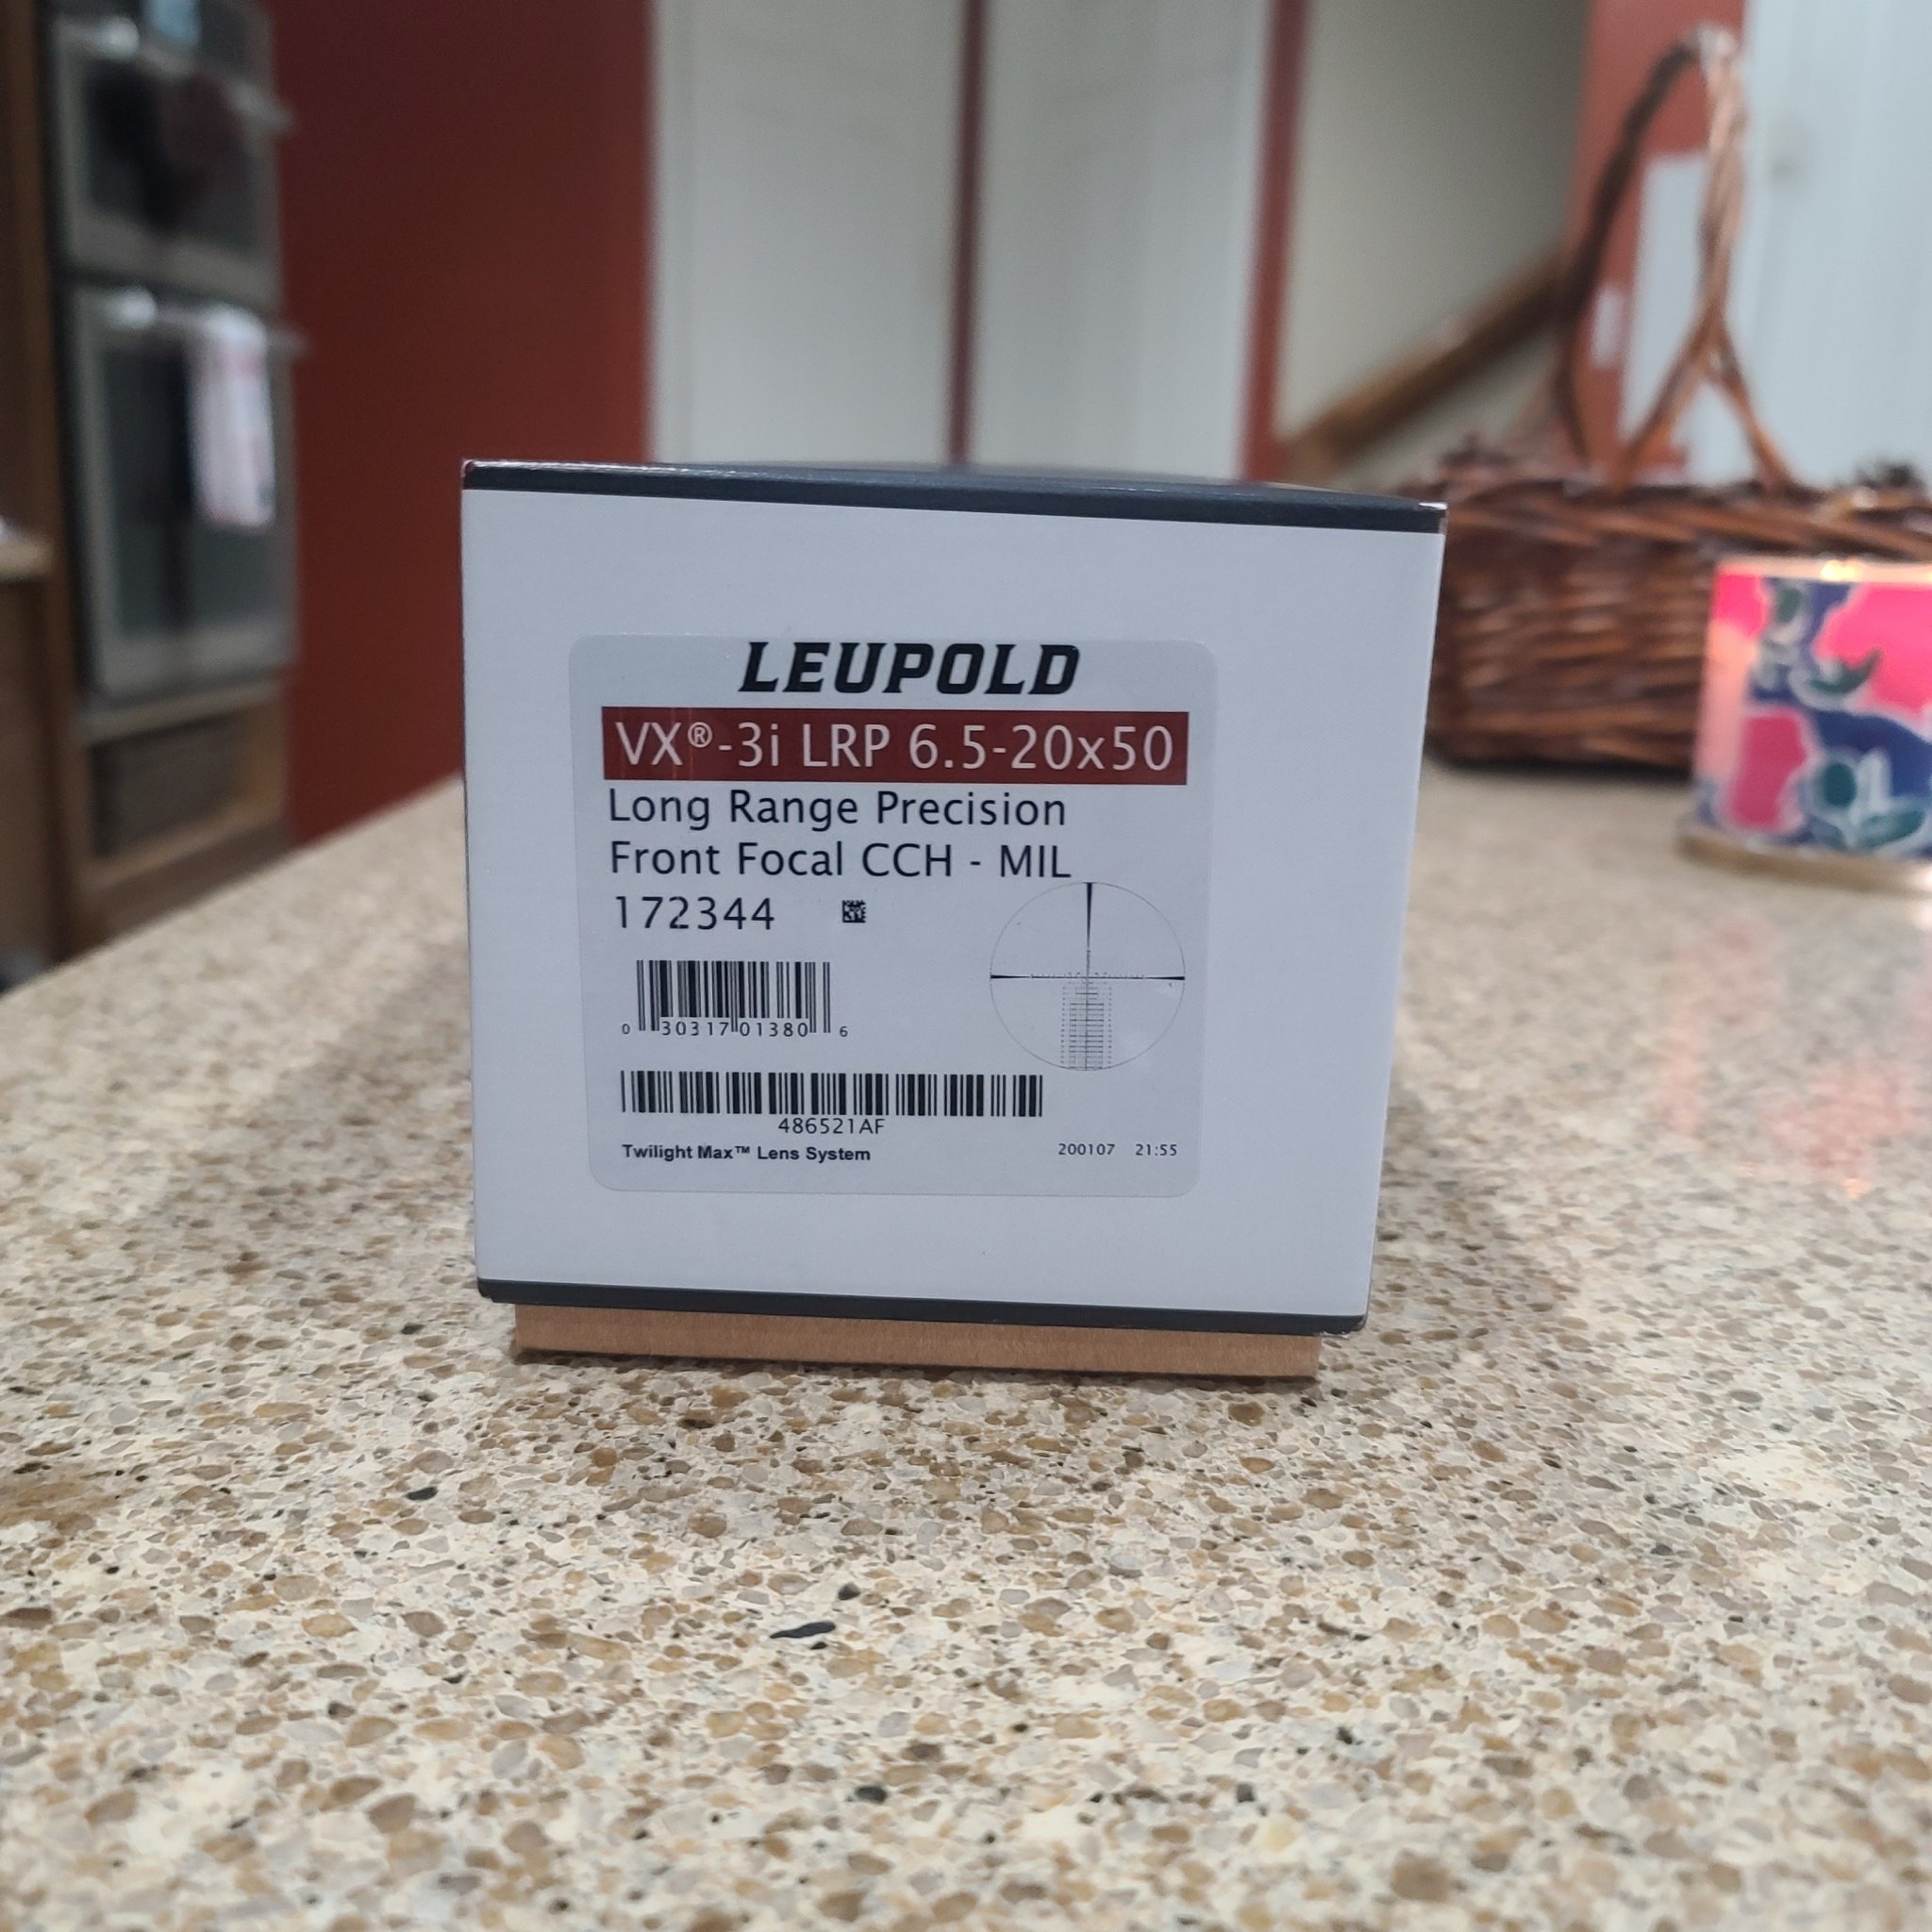 LEUPOLD
VX®-3i LRP 6.5-20x50
Long Range Precision
Front Focal CCH - MIL
172344
0 30317 01380 6
486521AF
Twilight Max™ Lens System 200107 21:55